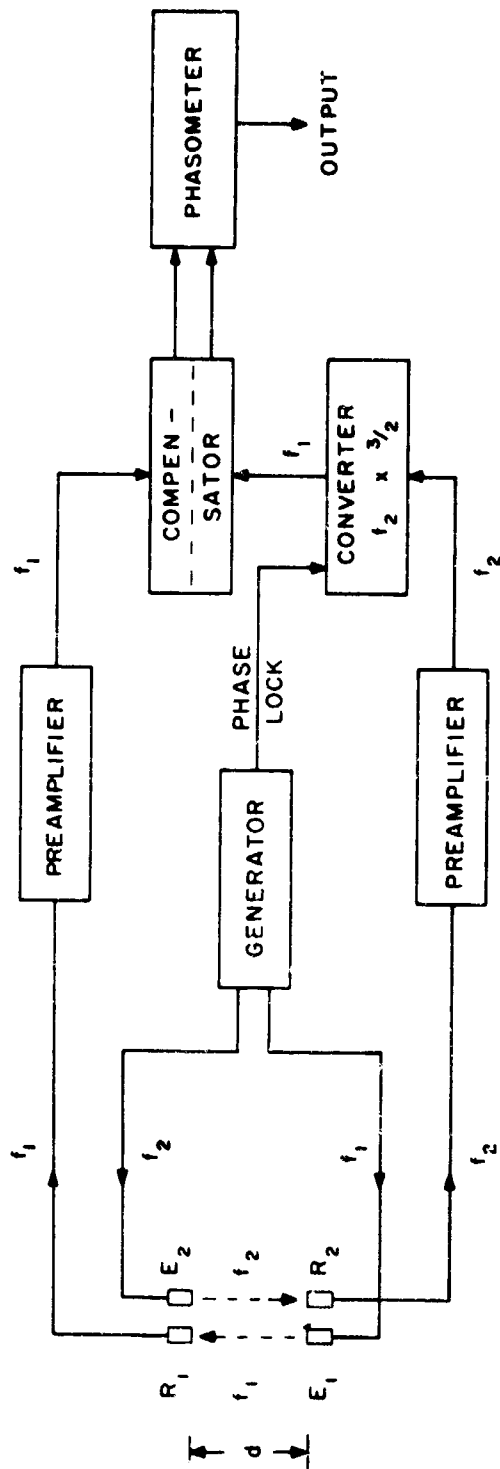 f₁
f₁
PREAMPLIFIER
COMPEN-
SATOR
PHASOMETER
OUTPUT
R₁
E₂
f₂
d
f₁
f₂
GENERATOR
PHASE
LOCK
f₁
CONVERTER
f₂ x 3/2
E₁
R₂
f₁
f₂
PREAMPLIFIER
f₂